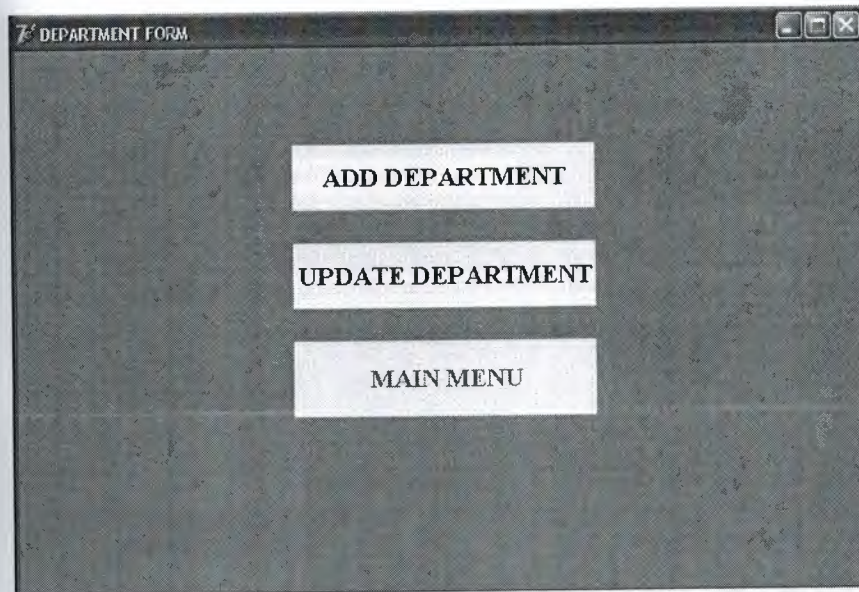 DEPARTMENT FORM
ADD DEPARTMENT
UPDATE DEPARTMENT
MAIN MENU